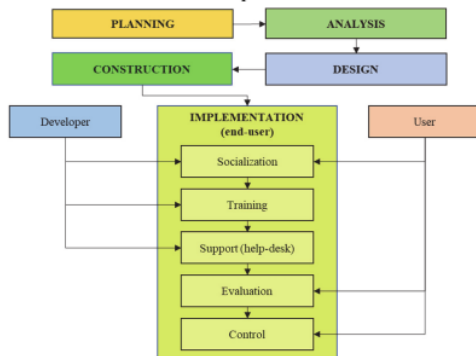 PLANNING
ANALYSIS
CONSTRUCTION
DESIGN
Developer
IMPLEMENTATION
(end-user)
User
Socialization
Training
Support (help-desk)
Evaluation
Control